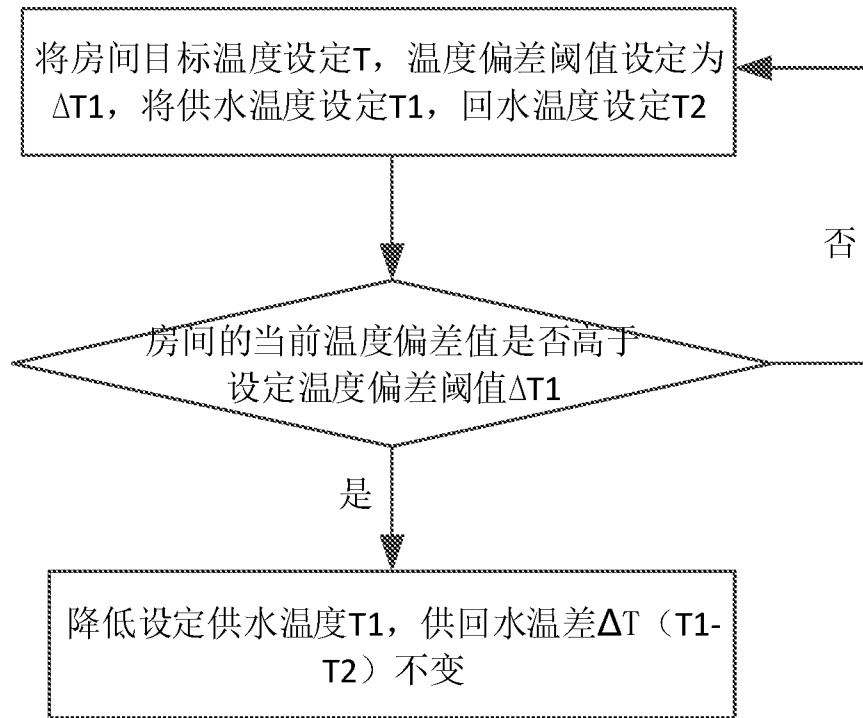 将房间目标温度设定T，温度偏差阈值设定为
ΔT1，将供水温度设定T1，回水温度设定T2
否
房间的当前温度偏差值是否高于
设定温度偏差阈值ΔT1
是
降低设定供水温度T1，供回水温差ΔT（T1-
T2）不变